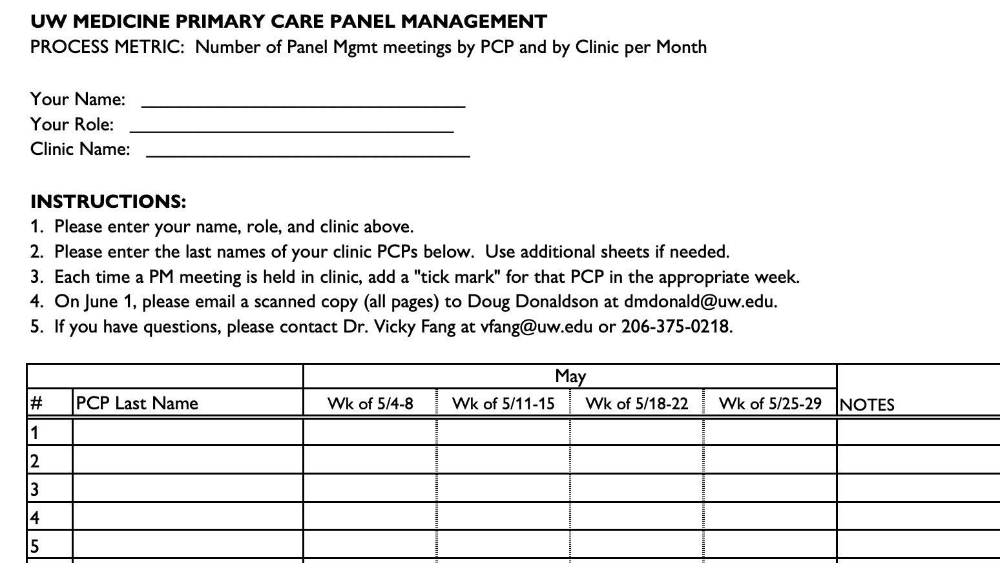 UW MEDICINE PRIMARY CARE PANEL MANAGEMENT
PROCESS METRIC:  Number of Panel Mgmt meetings by PCP and by Clinic per Month
Your Name: __________________________________
Your Role: __________________________________
Clinic Name: __________________________________
INSTRUCTIONS:
1.  Please enter your name, role, and clinic above.
2.  Please enter the last names of your clinic PCPs below.  Use additional sheets if needed.
3.  Each time a PM meeting is held in clinic, add a "tick mark" for that PCP in the appropriate week.
4.  On June 1, please email a scanned copy (all pages) to Doug Donaldson at dmdonald@uw.edu.
5.  If you have questions, please contact Dr. Vicky Fang at vfang@uw.edu or 206-375-0218.
May
# PCP Last Name Wk of 5/4-8 Wk of 5/11-15 Wk of 5/18-22 Wk of 5/25-29 NOTES
1
2
3
4
5